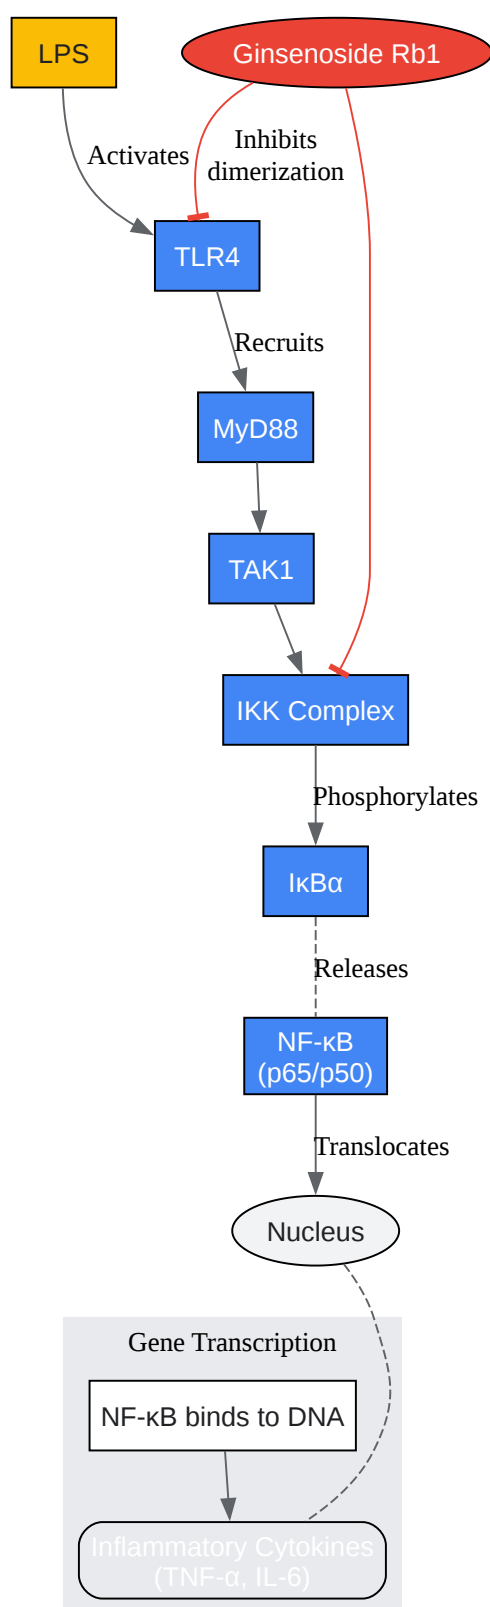 LPS
Ginsenoside Rb1
Activates
Inhibits
dimerization
TLR4
Recruits
MyD88
TAK1
IKK Complex
Phosphorylates
IκBα
Releases
NF-κB
(p65/p50)
Translocates
Nucleus
Gene Transcription
NF-κB binds to DNA
Inflammatory Cytokines
(TNF-α, IL-6)